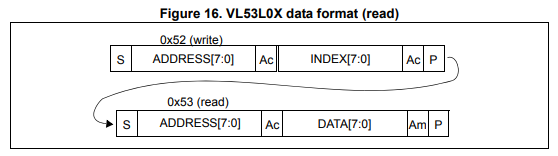 Figure 16. VL53L0X data format (read)
0x52 (write)
S ADDRESS[7:0] Ac INDEX[7:0] Ac P
0x53 (read)
S ADDRESS[7:0] Ac DATA[7:0] Am P